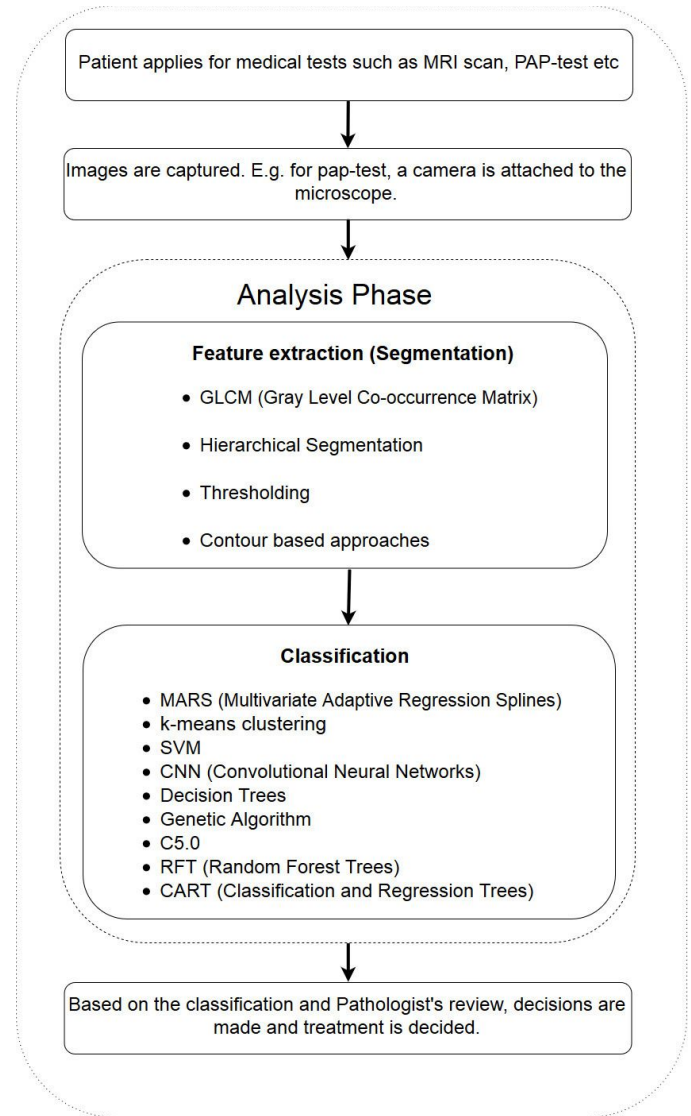 Patient applies for medical tests such as MRI scan, PAP-test etc
Images are captured. E.g. for pap-test, a camera is attached to the
microscope.
Analysis Phase
Feature extraction (Segmentation)
• GLCM (Gray Level Co-occurrence Matrix)
• Hierarchical Segmentation
• Thresholding
• Contour based approaches
Classification
• MARS (Multivariate Adaptive Regression Splines)
• k-means clustering
• SVM
• CNN (Convolutional Neural Networks)
• Decision Trees
• Genetic Algorithm
• C5.0
• RFT (Random Forest Trees)
• CART (Classification and Regression Trees)
Based on the classification and Pathologist's review, decisions are
made and treatment is decided.